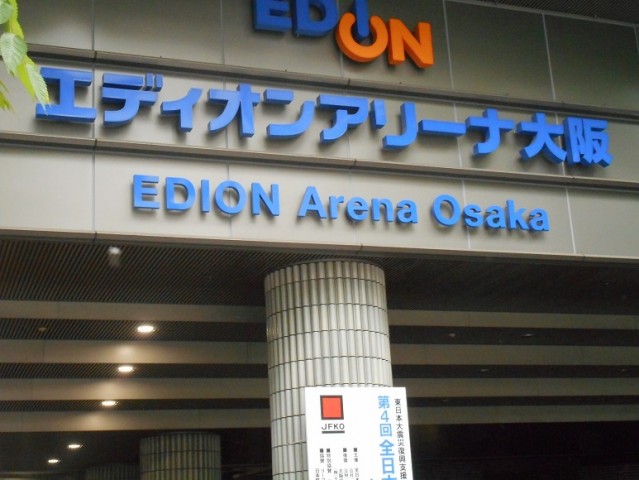 EDION
エディオンアリーナ大阪
EDION Arena Osaka
東日本大震災復興支援
第4回 全日
JFKO